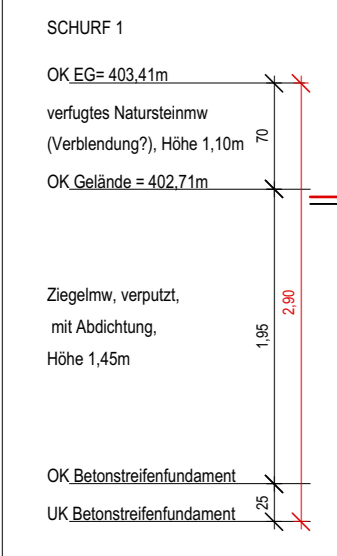 SCHURF 1
OK EG= 403,41m
verfugtes Natursteinmw
(Verblendung?), Höhe 1,10m
70
OK Gelände = 402,71m
Ziegelmw, verputzt,
mit Abdichtung,
Höhe 1,45m
1,95
2,90
OK Betonstreifenfundament
25
UK Betonstreifenfundament